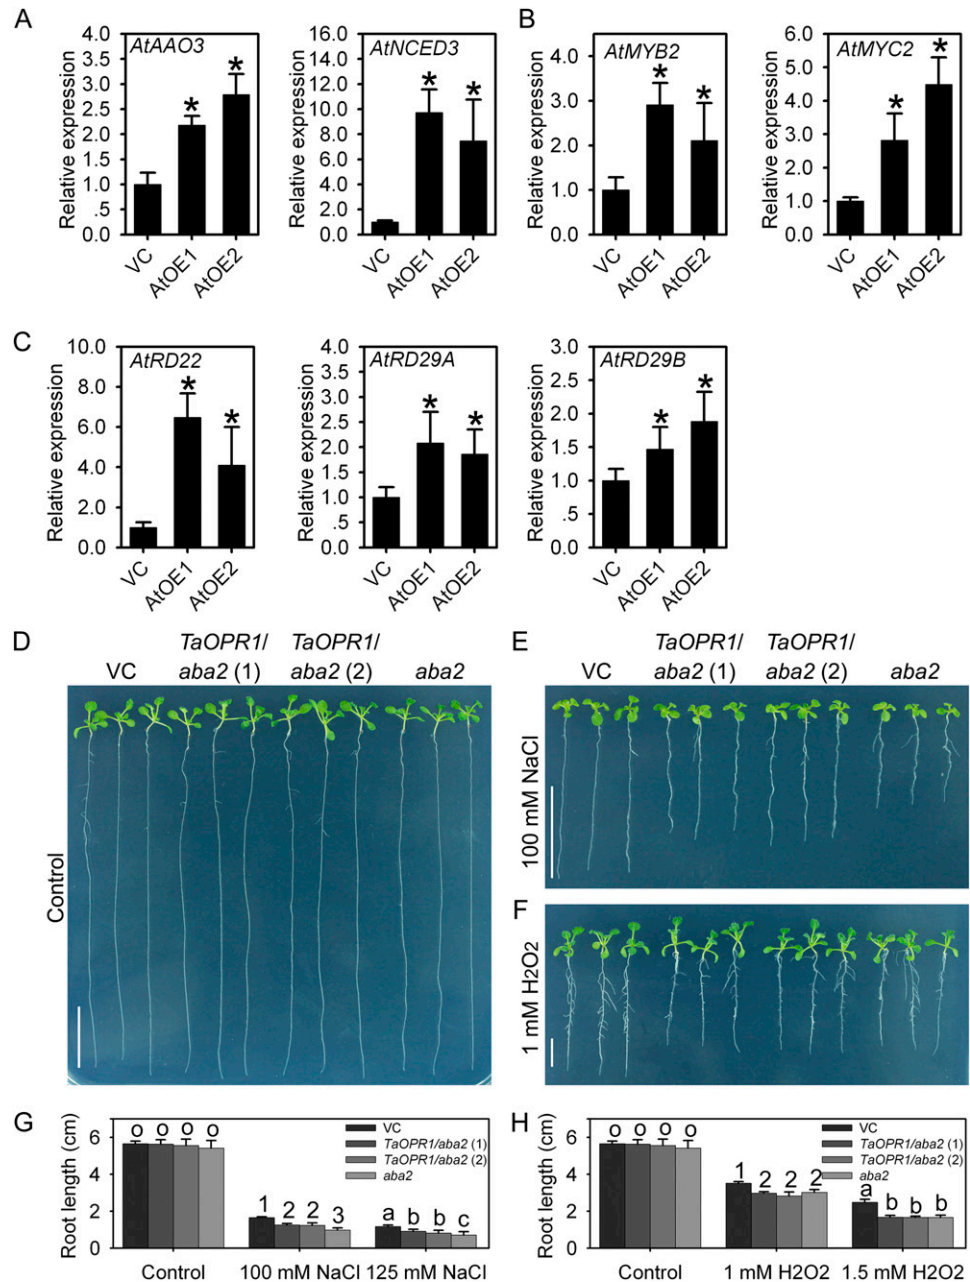 A
AtAAO3
Relative expression
4.0
3.5
3.0
2.5
2.0
1.5
1.0
.5
0.0
*
*
VC
AtOE1
AtOE2
AtNCED3
Relative expression
16.0
14.0
12.0
10.0
8.0
6.0
4.0
2.0
0.0
*
*
VC
AtOE1
AtOE2
B
AtMYB2
Relative expression
5.0
4.0
3.0
2.0
1.0
0.0
*
*
VC
AtOE1
AtOE2
AtMYC2
Relative expression
6.0
5.0
4.0
3.0
2.0
1.0
0.0
*
*
VC
AtOE1
AtOE2
C
AtRD22
Relative expression
10.0
8.0
6.0
4.0
2.0
0.0
*
*
VC
AtOE1
AtOE2
AtRD29A
Relative expression
4.0
3.5
3.0
2.5
2.0
1.5
1.0
.5
0.0
*
*
VC
AtOE1
AtOE2
AtRD29B
Relative expression
3.0
2.5
2.0
1.5
1.0
.5
0.0
*
*
VC
AtOE1
AtOE2
D
TaOPR1/ TaOPR1/
VC aba2 (1) aba2 (2) aba2
Control
E
TaOPR1/ TaOPR1/
VC aba2 (1) aba2 (2) aba2
100 mM NaCl
F
1 mM H2O2
G
Root length (cm)
6
4
2
0
o o o o
1 2 2 3
a b b c
VC
TaOPR1/aba2 (1)
TaOPR1/aba2 (2)
aba2
Control 100 mM NaCl 125 mM NaCl
H
Root length (cm)
6
4
2
0
o o o o
1 2 2 2
a b b b
VC
TaOPR1/aba2 (1)
TaOPR1/aba2 (2)
aba2
Control 1 mM H2O2 1.5 mM H2O2